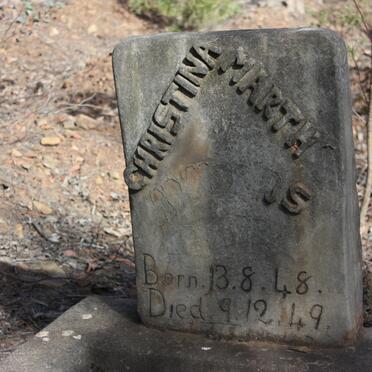 CHRISTINA MARTH
Born. 13. 8. 48.
Died. 9. 12. 49.